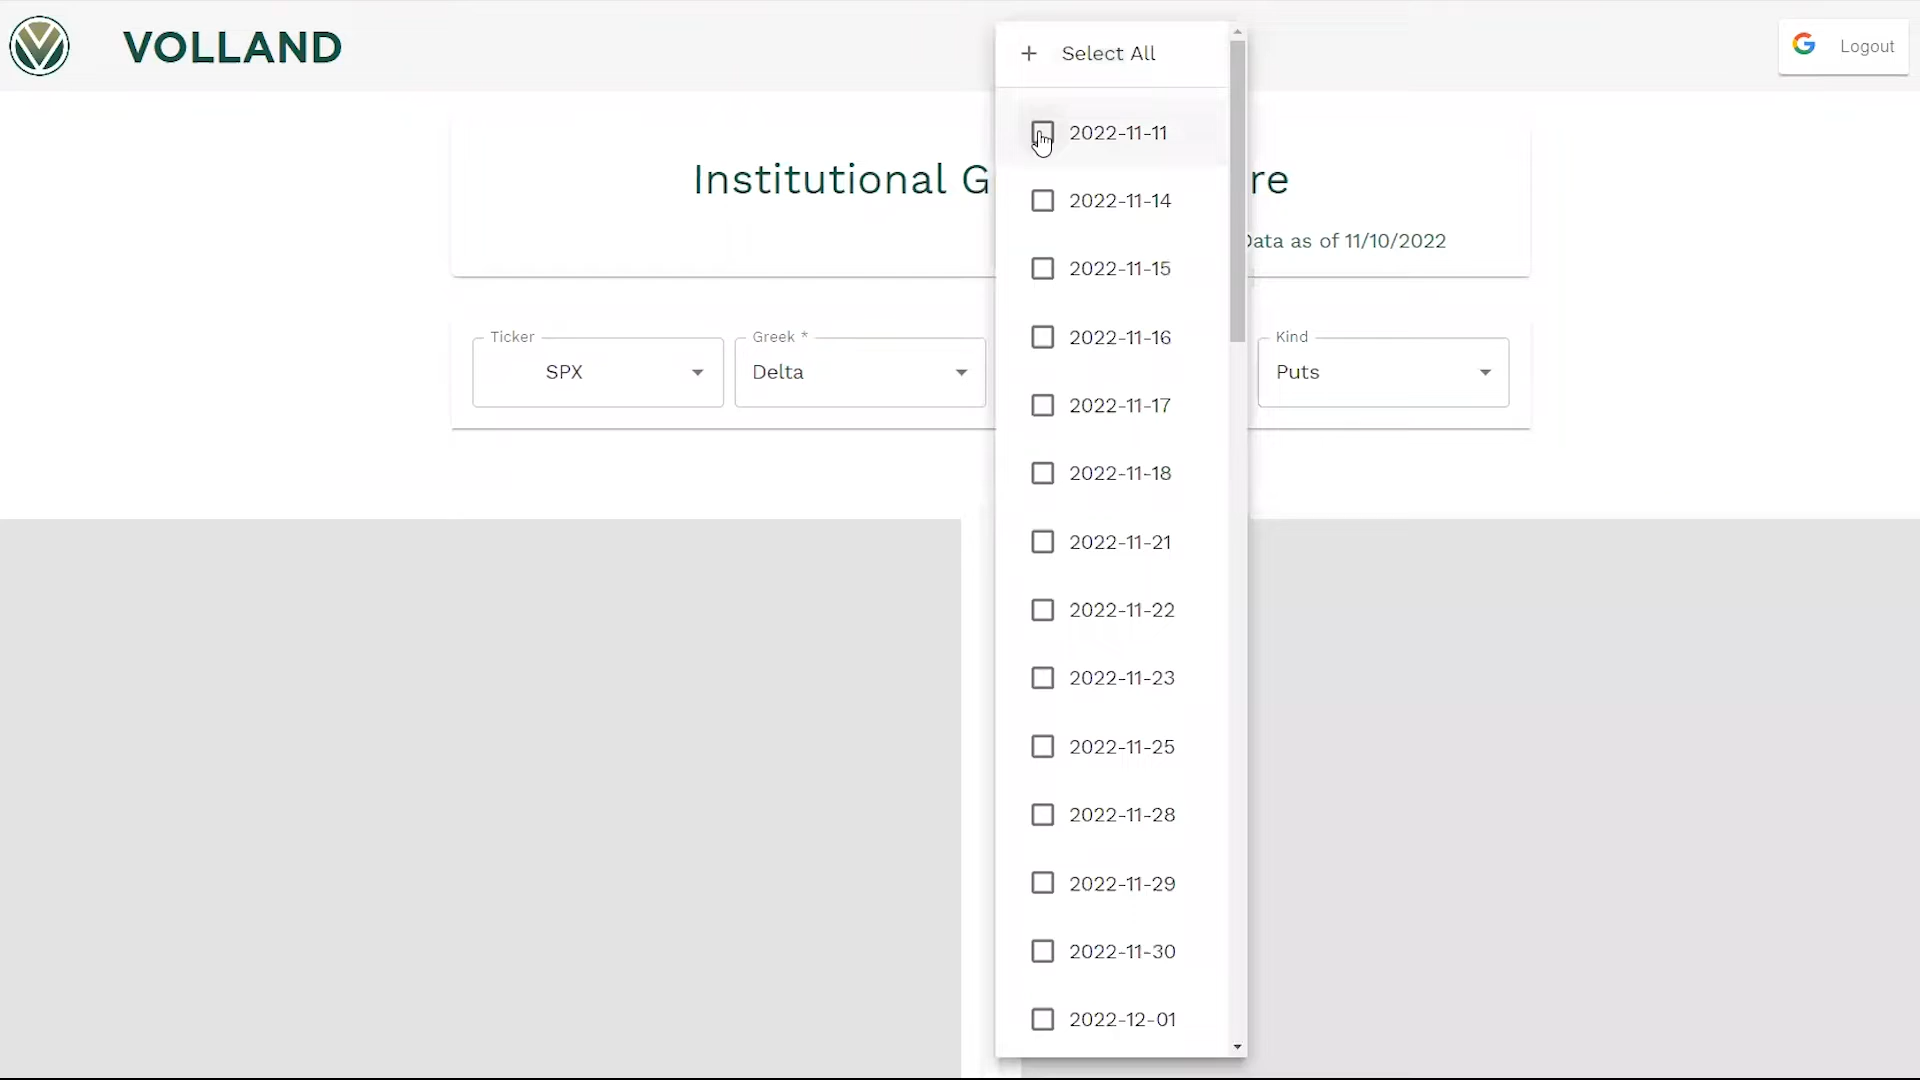 VOLLAND
Logout
+ Select All
2022-11-11
2022-11-14
2022-11-15
2022-11-16
2022-11-17
2022-11-18
2022-11-21
2022-11-22
2022-11-23
2022-11-25
2022-11-28
2022-11-29
2022-11-30
2022-12-01
Institutional G re
Data as of 11/10/2022
Ticker
SPX
Greek *
Delta
Kind
Puts